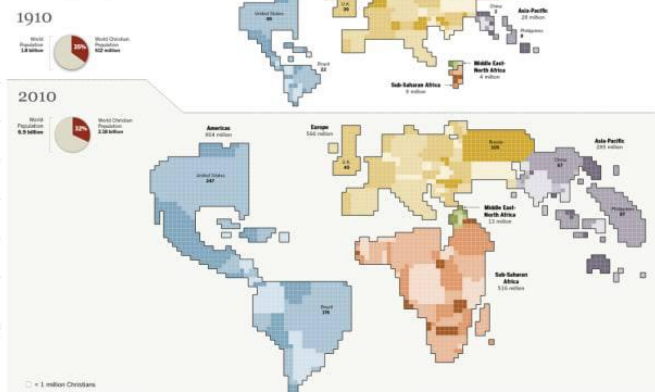 1910
World
Population
1.8 billion
World Christian
Population
612 million
United States
U.K.
Brazil
China
Asia-Pacific
28 million
Philippines
Middle East-
North Africa
4 million
Sub-Saharan Africa
9 million
2010
World
Population
6.9 billion
32%
World Christian
Population
2.18 billion
Americas
804 million
Europe
566 million
Asia-Pacific
285 million
United States
247
U.K.
45
Russia
105
China
67
Philippines
87
Middle East-
North Africa
13 million
Sub-Saharan
Africa
516 million
Brazil
176
= 1 million Christians